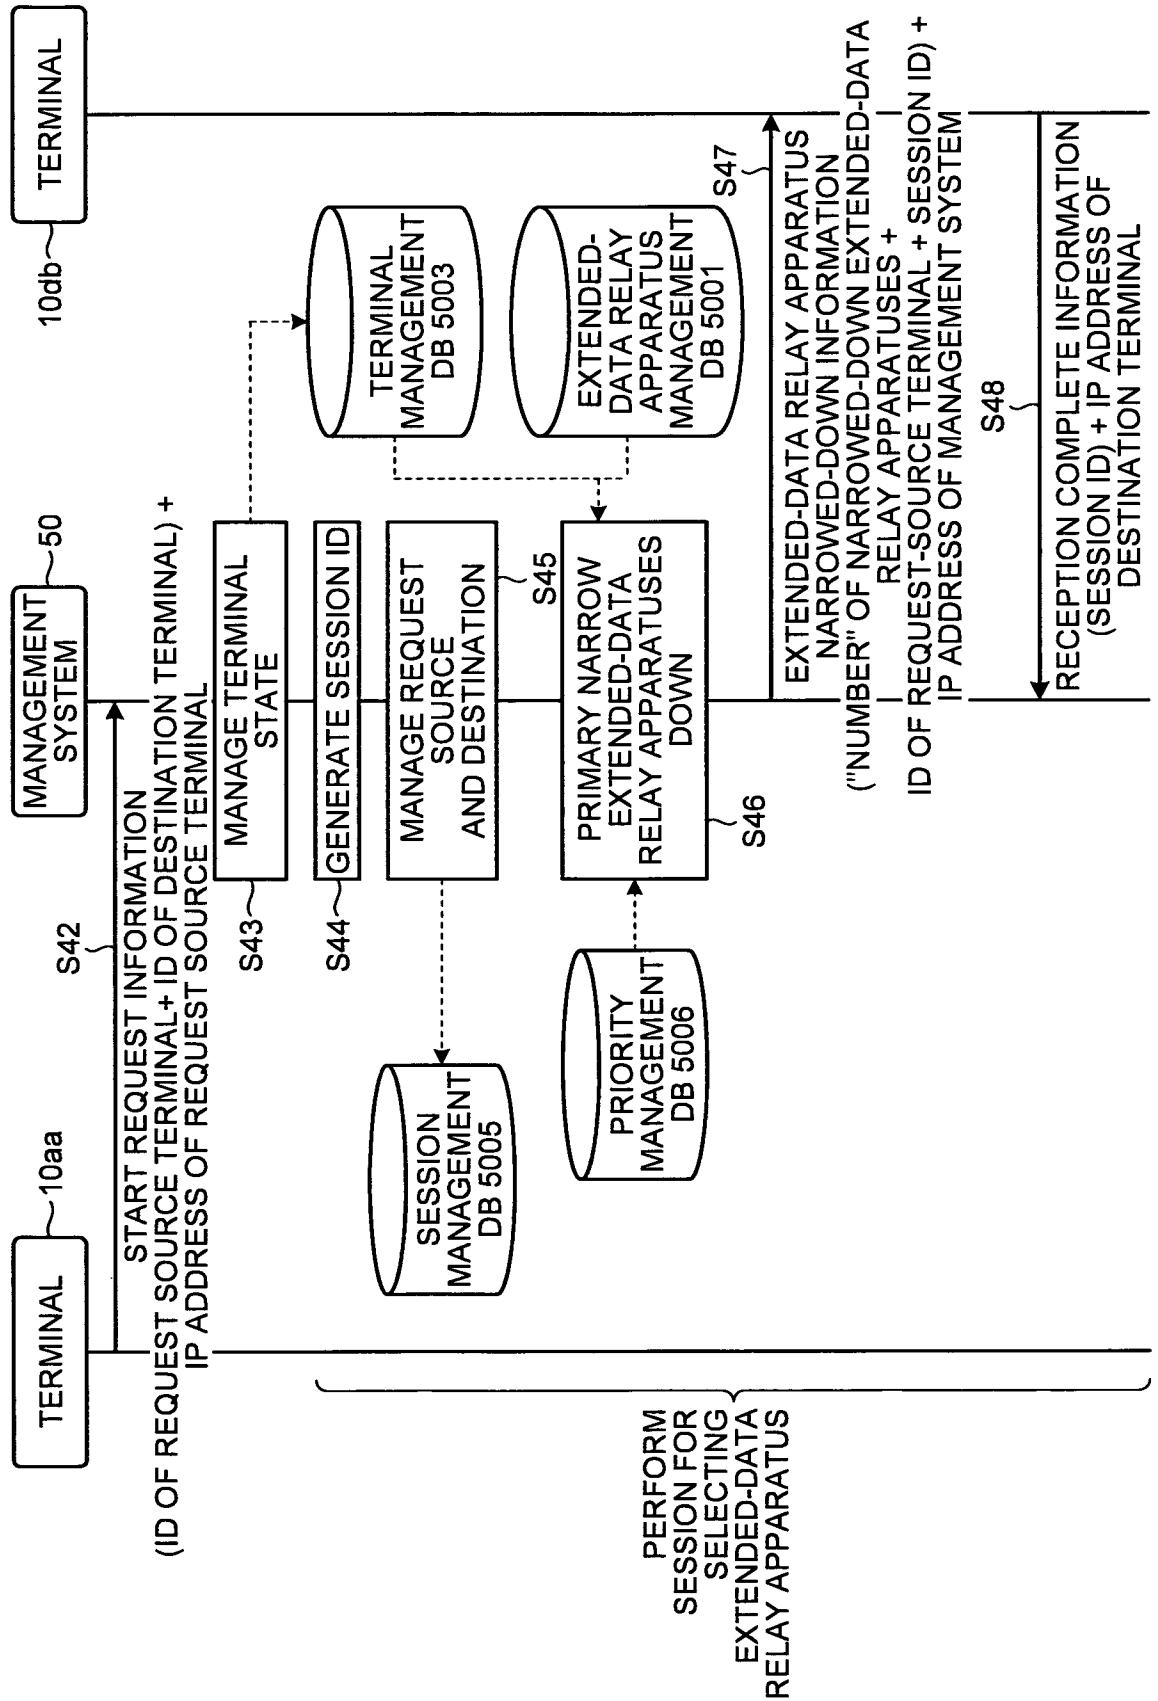 TERMINAL
10aa
MANAGEMENT
SYSTEM
50
TERMINAL
10db
S42
START REQUEST INFORMATION
(ID OF REQUEST SOURCE TERMINAL+ ID OF DESTINATION TERMINAL) +
IP ADDRESS OF REQUEST SOURCE TERMINAL
MANAGE TERMINAL
STATE
S43
GENERATE SESSION ID
S44
MANAGE REQUEST
SOURCE
AND DESTINATION
S45
SESSION
MANAGEMENT
DB 5005
TERMINAL
MANAGEMENT
DB 5003
EXTENDED-
DATA RELAY
APPARATUS
MANAGEMENT
DB 5001
PRIMARY NARROW
EXTENDED-DATA
RELAY APPARATUSES
DOWN
S46
PRIORITY
MANAGEMENT
DB 5006
PERFORM
SESSION FOR
SELECTING
EXTENDED-DATA
RELAY APPARATUS
S47
EXTENDED-DATA RELAY APPARATUS
NARROWED-DOWN INFORMATION
("NUMBER" OF NARROWED-DOWN EXTENDED-DATA
RELAY APPARATUSES +
ID OF REQUEST-SOURCE TERMINAL + SESSION ID) +
IP ADDRESS OF MANAGEMENT SYSTEM
S48
RECEPTION COMPLETE INFORMATION
(SESSION ID) + IP ADDRESS OF
DESTINATION TERMINAL